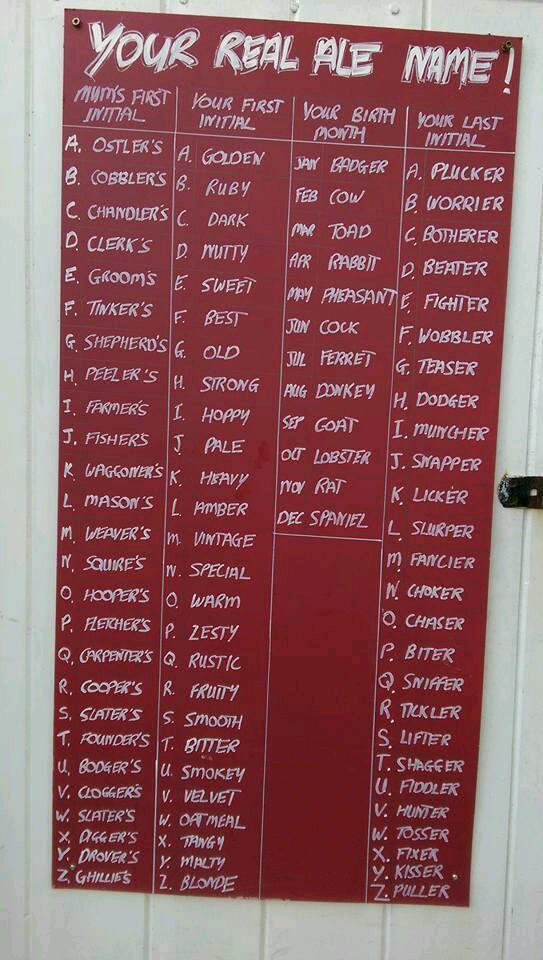 YOUR REAL ALE NAME!
MUM'S FIRST INITIAL
A. OSTLER'S
B. COBBLER'S
C. CHANDLER'S
D. CLERK'S
E. GROOM'S
F. TINKER'S
G. SHEPHERD'S
H. PEELER'S
I. FARMER'S
J. FISHER'S
K. WAGGONER'S
L. MASON'S
M. WEAVER'S
N. SQUIRE'S
O. HOOPER'S
P. FLETCHER'S
Q. CARPENTER'S
R. COOPER'S
S. SLATER'S
T. FOUNDER'S
U. BODGER'S
V. CLOGGER'S
W. SLATER'S
X. DIGGER'S
Y. DROVER'S
Z. GHILLIE'S
YOUR FIRST INITIAL
A. GOLDEN
B. RUBY
C. DARK
D. NUTTY
E. SWEET
F. BEST
G. OLD
H. STRONG
I. HOPPY
J. PALE
K. HEAVY
L. AMBER
M. VINTAGE
N. SPECIAL
O. WARM
P. ZESTY
Q. RUSTIC
R. FRUITY
S. SMOOTH
T. BITTER
U. SMOKEY
V. VELVET
W. OATMEAL
X. TANGY
Y. MALTY
Z. BLONDE
YOUR BIRTH MONTH
JAN BADGER
FEB COW
MAR TOAD
APR RABBIT
MAY PHEASANT
JUN COCK
JUL FERRET
AUG DONKEY
SEP GOAT
OCT LOBSTER
NOV RAT
DEC SPANIEL
YOUR LAST INITIAL
A. PLUCKER
B. WORRIER
C. BOTHERER
D. BEATER
E. FIGHTER
F. WOBBLER
G. TEASER
H. DODGER
I. MUNCHER
J. SNAPPER
K. LICKER
L. SLURPER
M. FANCIER
N. CHOKER
O. CHASER
P. BITER
Q. SNIFFER
R. TICKLER
S. LIFTER
T. SHAGGER
U. FIDDLER
V. HUNTER
W. TOSSER
X. FIXER
Y. KISSER
Z. PULLER